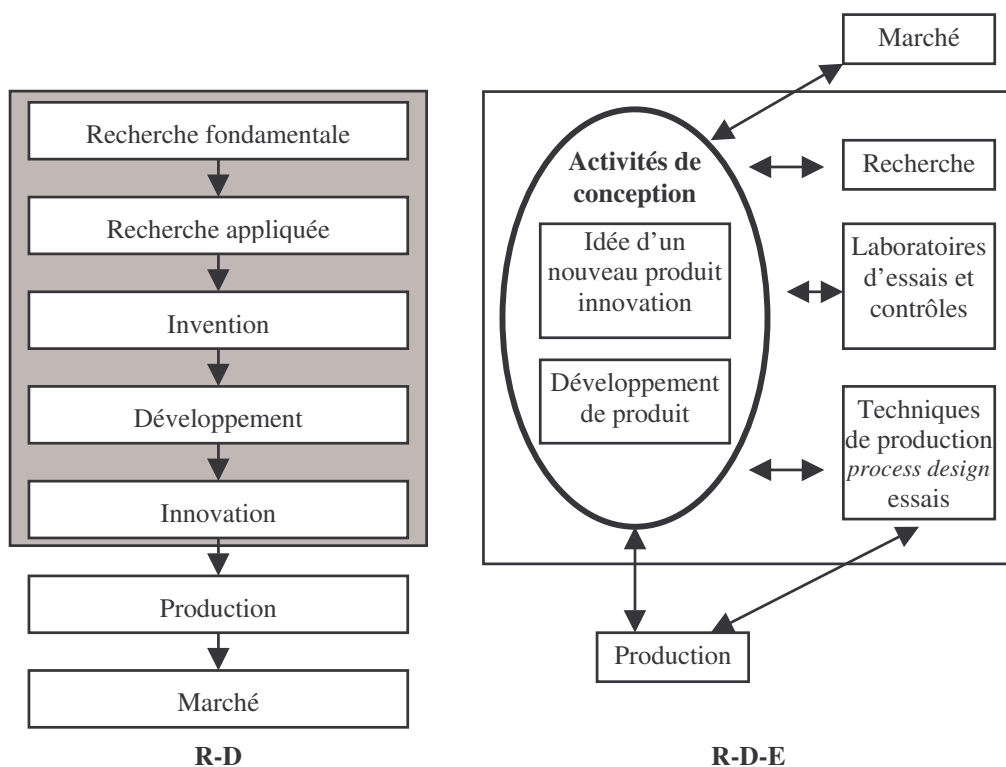 Recherche fondamentale
Recherche appliquée
Invention
Développement
Innovation
Production
Marché
R-D
Marché
Activités de
conception
Idée d’un
nouveau produit
innovation
Développement
de produit
Recherche
Laboratoires
d’essais et
contrôles
Techniques
de production
process design
essais
Production
R-D-E